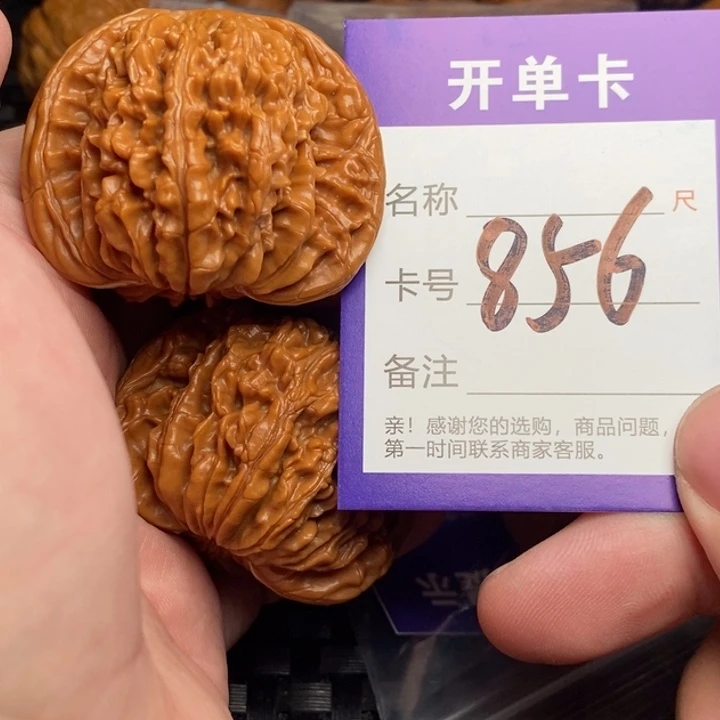 开单卡
名称 尺
卡号 856
备注
亲！感谢您的选购，商品问题，
第一时间联系商家客服。